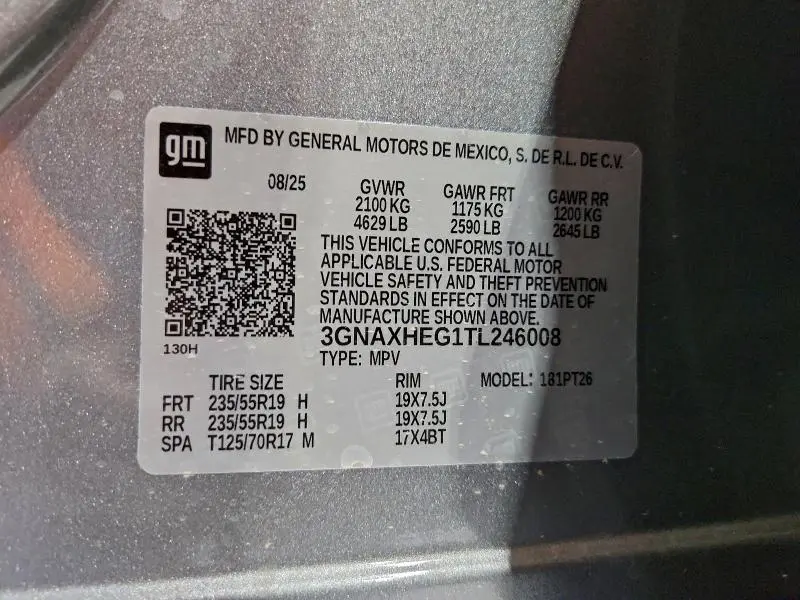 gm
MFD BY GENERAL MOTORS DE MEXICO, S. DE R.L. DE C.V.
08/25 GVWR GAWR FRT GAWR RR
2100 KG 1175 KG 1200 KG
4629 LB 2590 LB 2645 LB
THIS VEHICLE CONFORMS TO ALL
APPLICABLE U.S. FEDERAL MOTOR
VEHICLE SAFETY AND THEFT PREVENTION
STANDARDS IN EFFECT ON THE DATE OF
MANUFACTURE SHOWN ABOVE.
3GNAXHEG1TL246008
130H
TYPE: MPV
TIRE SIZE RIM MODEL: 181PT26
FRT 235/55R19 H 19X7.5J
RR 235/55R19 H 19X7.5J
SPA T125/70R17 M 17X4BT